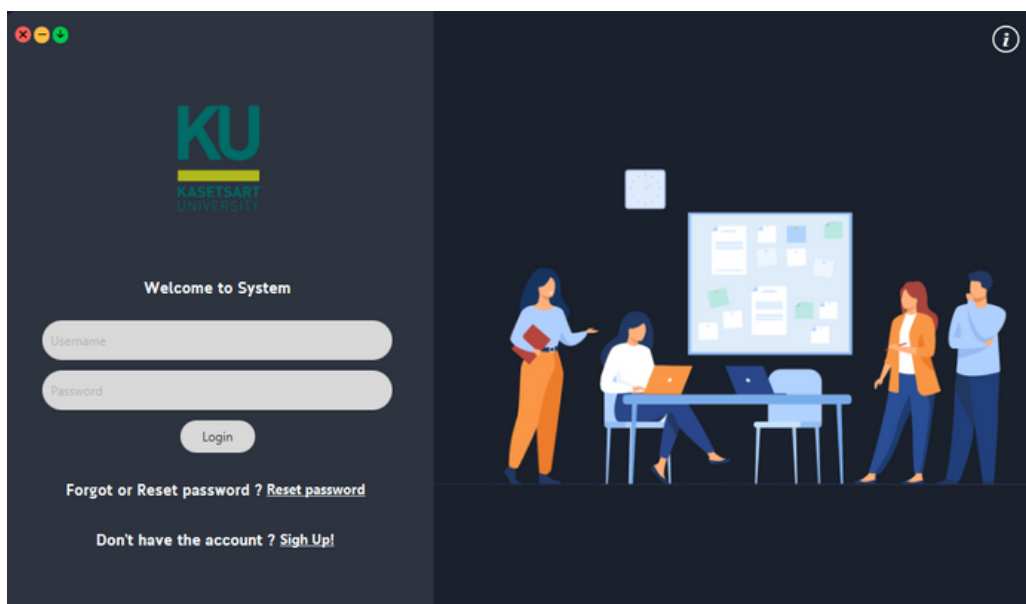 KU
KASETSART
UNIVERSITY
Welcome to System
Username
Password
Login
Forgot or Reset password ? Reset password
Don't have the account ? Sigh Up!
i